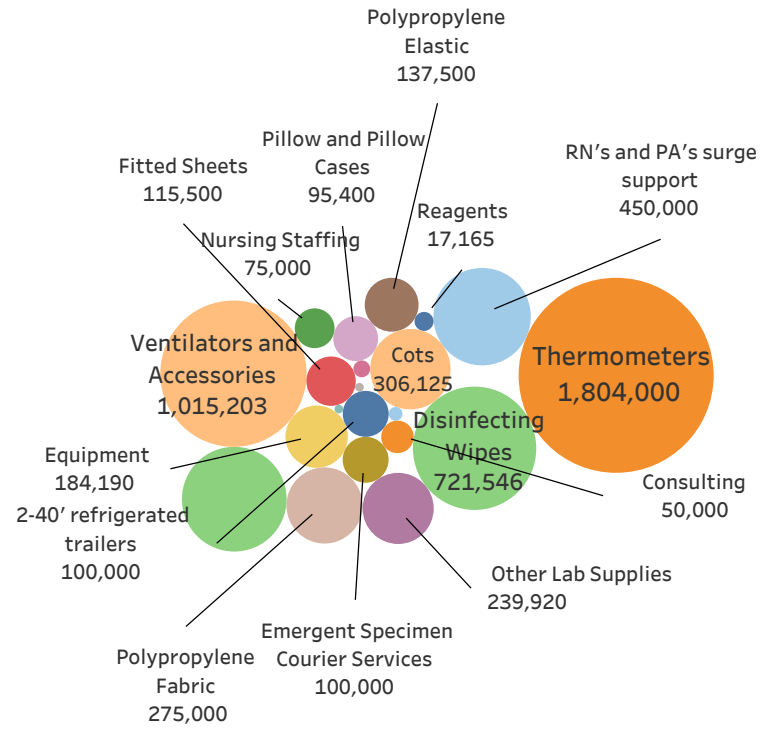 Polypropylene
Elastic
137,500
Pillow and Pillow
Cases
95,400
Fitted Sheets
115,500
RN's and PA's surge
support
450,000
Reagents
17,165
Nursing Staffing
75,000
Ventilators and
Accessories
1,015,203
Cots
306,125
Thermometers
1,804,000
Disinfecting
Wipes
721,546
Equipment
184,190
Consulting
50,000
2-40’ refrigerated
trailers
100,000
Other Lab Supplies
239,920
Emergent Specimen
Courier Services
100,000
Polypropylene
Fabric
275,000